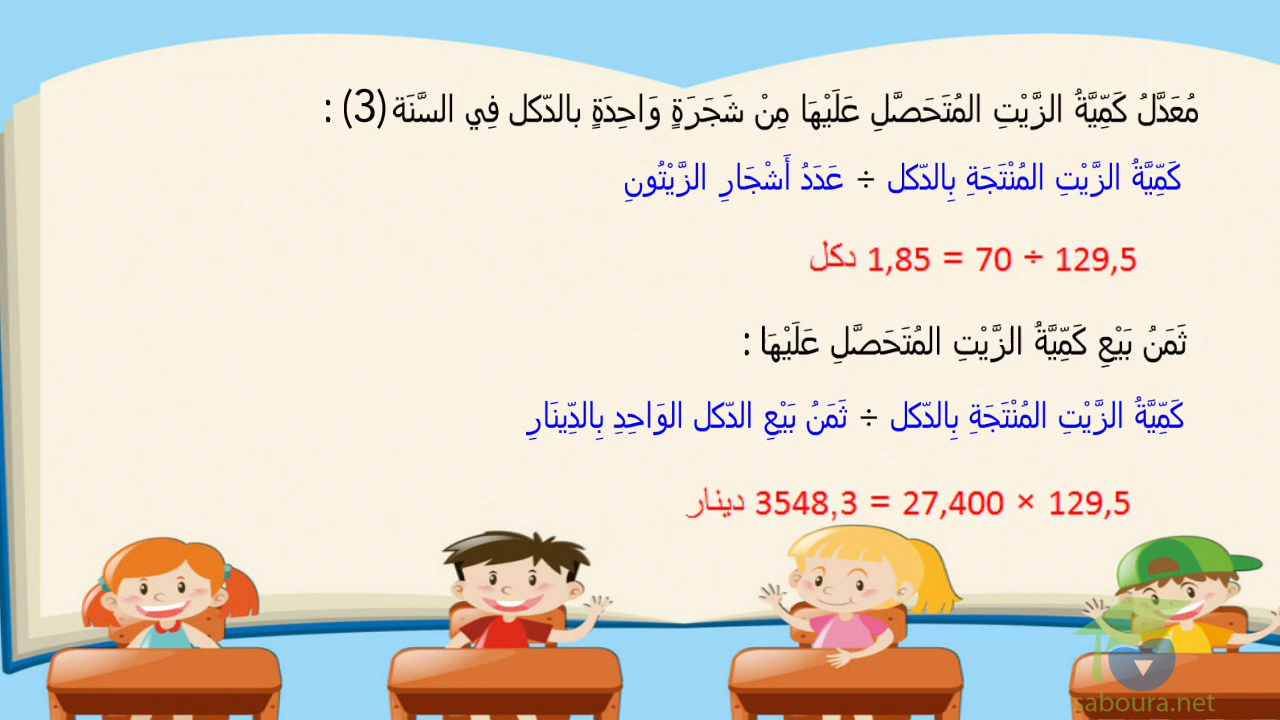 مُعَدَّلُ كَمِّيَّةُ الزَّيْتِ المُتَحَصَّلِ عَلَيْهَا مِنْ شَجَرَةٍ وَاحِدَةٍ بالدّكل فِي السَّنَة (3) :
كَمِّيَّةُ الزَّيْتِ المُنْتَجَةِ بِالدّكل ÷ عَدَدُ أَشْجَارِ الزَّيْتُونِ
129,5 ÷ 70 = 1,85 دكل
ثَمَنُ بَيْعِ كَمِّيَّةُ الزَّيْتِ المُتَحَصَّلِ عَلَيْهَا :
كَمِّيَّةُ الزَّيْتِ المُنْتَجَةِ بِالدّكل ÷ ثَمَنُ بَيْعِ الدّكل الوَاحِدِ بِالدِّينَارِ
129,5 × 27,400 = 3548,3 دينار
saboura.net